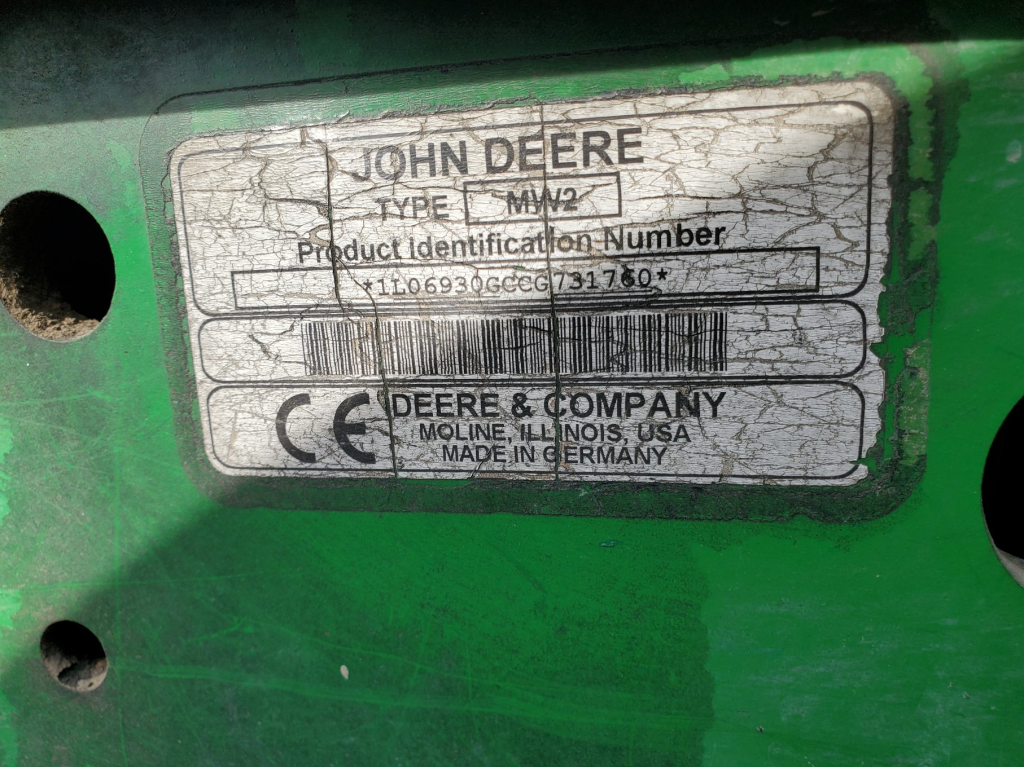 JOHN DEERE
TYPE MW2
Product Identification Number
*1L06930GCCG731760*
DEERE & COMPANY
MOLINE, ILLINOIS, USA
MADE IN GERMANY
CE